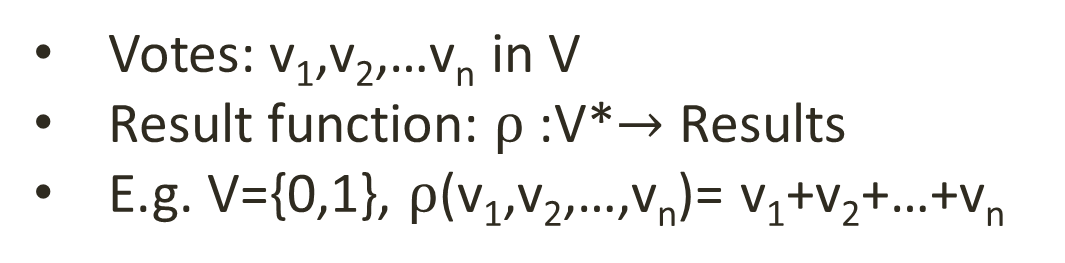 • Votes: v₁,v₂,…vₙ in V
• Result function: ρ :V*→ Results
• E.g. V={0,1}, ρ(v₁,v₂,…,vₙ)= v₁+v₂+…+vₙ